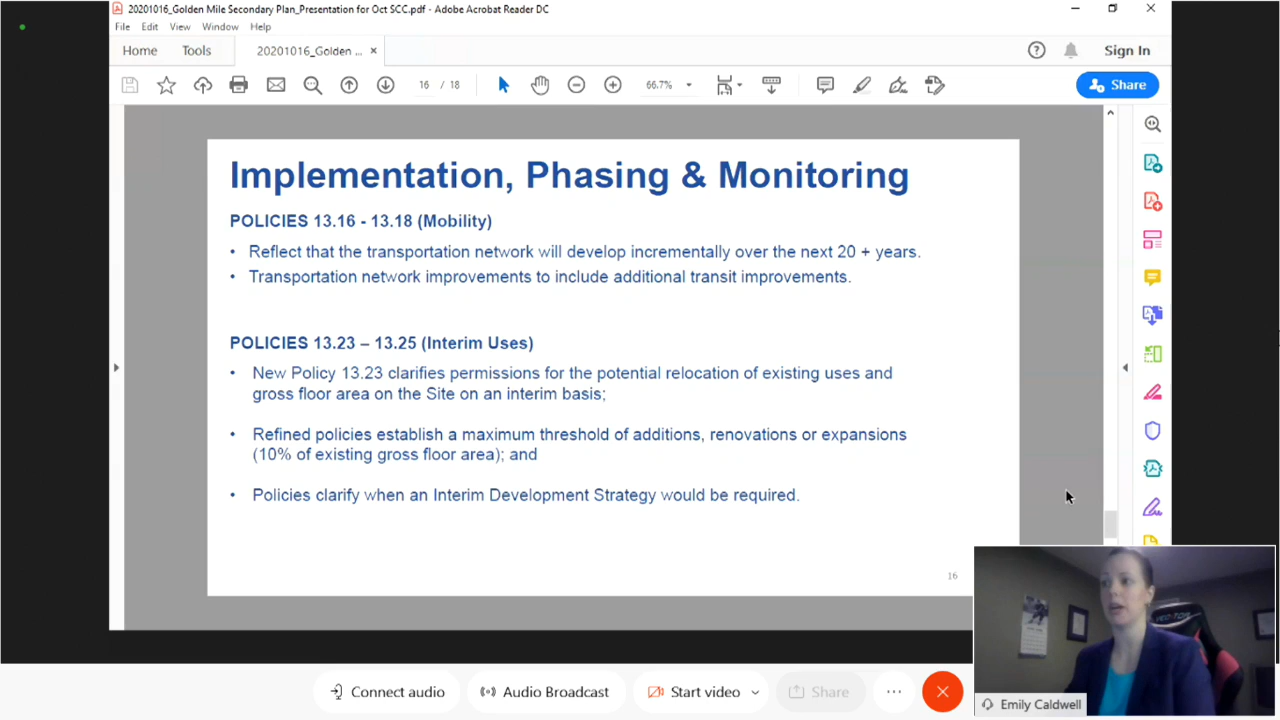 20201016_Golden Mile Secondary Plan_Presentation for Oct SCC.pdf - Adobe Acrobat Reader DC
File Edit View Window Help
Home Tools 20201016_Golden ... × Sign In
16 / 18 66.7% Share
Implementation, Phasing & Monitoring
POLICIES 13.16 - 13.18 (Mobility)
• Reflect that the transportation network will develop incrementally over the next 20 + years.
• Transportation network improvements to include additional transit improvements.
POLICIES 13.23 – 13.25 (Interim Uses)
• New Policy 13.23 clarifies permissions for the potential relocation of existing uses and
gross floor area on the Site on an interim basis;
• Refined policies establish a maximum threshold of additions, renovations or expansions
(10% of existing gross floor area); and
• Policies clarify when an Interim Development Strategy would be required.
16
Emily Caldwell
Connect audio Audio Broadcast Start video Share ...